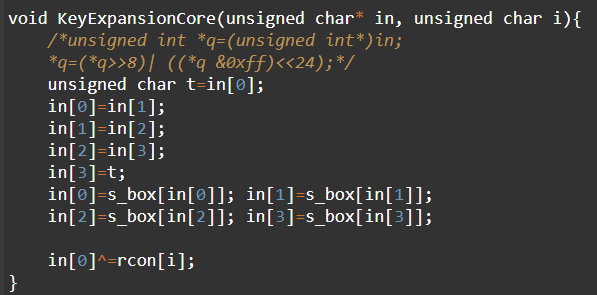 void KeyExpansionCore(unsigned char* in, unsigned char i){
/*unsigned int *q=(unsigned int*)in;
*q=(*q>>8)| ((*q &0xff)<<24);*/
unsigned char t=in[0];
in[0]=in[1];
in[1]=in[2];
in[2]=in[3];
in[3]=t;
in[0]=s_box[in[0]]; in[1]=s_box[in[1]];
in[2]=s_box[in[2]]; in[3]=s_box[in[3]];
in[0]^=rcon[i];
}